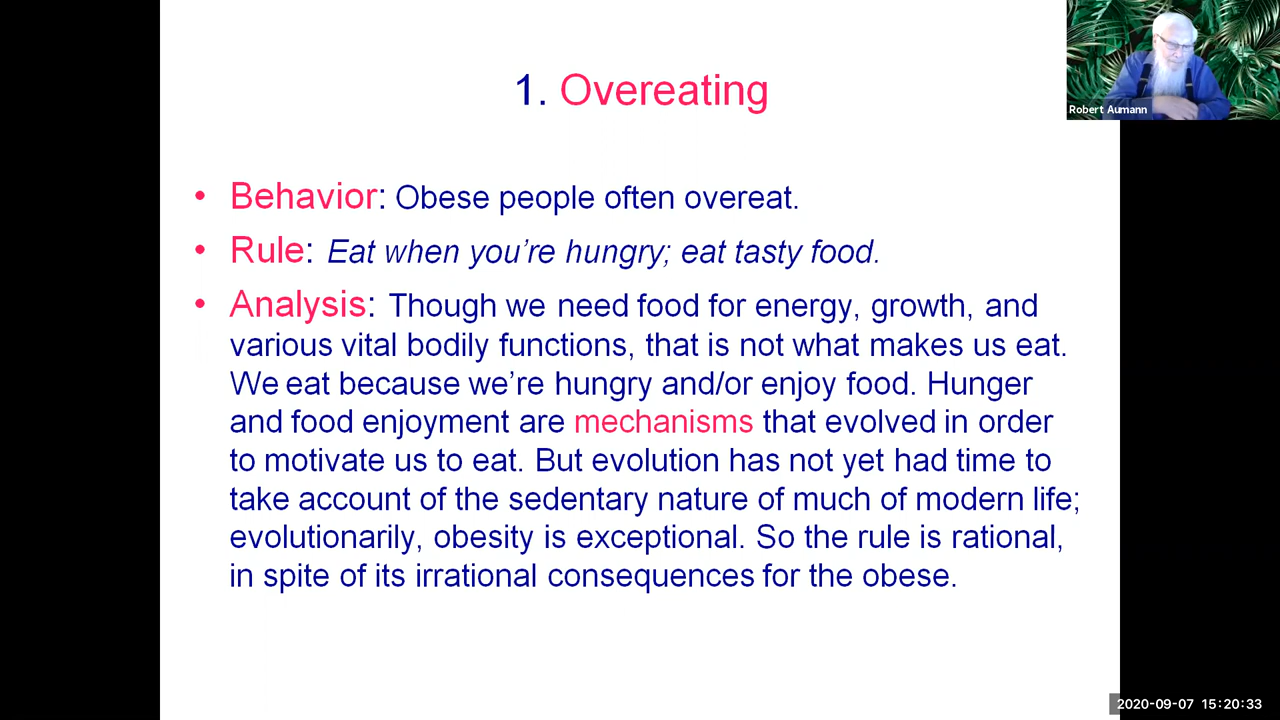 1. Overeating
Robert Aumann
• Behavior: Obese people often overeat.
• Rule: Eat when you’re hungry; eat tasty food.
• Analysis: Though we need food for energy, growth, and
various vital bodily functions, that is not what makes us eat.
We eat because we’re hungry and/or enjoy food. Hunger
and food enjoyment are mechanisms that evolved in order
to motivate us to eat. But evolution has not yet had time to
take account of the sedentary nature of much of modern life;
evolutionarily, obesity is exceptional. So the rule is rational,
in spite of its irrational consequences for the obese.
2020-09-07 15:20:33